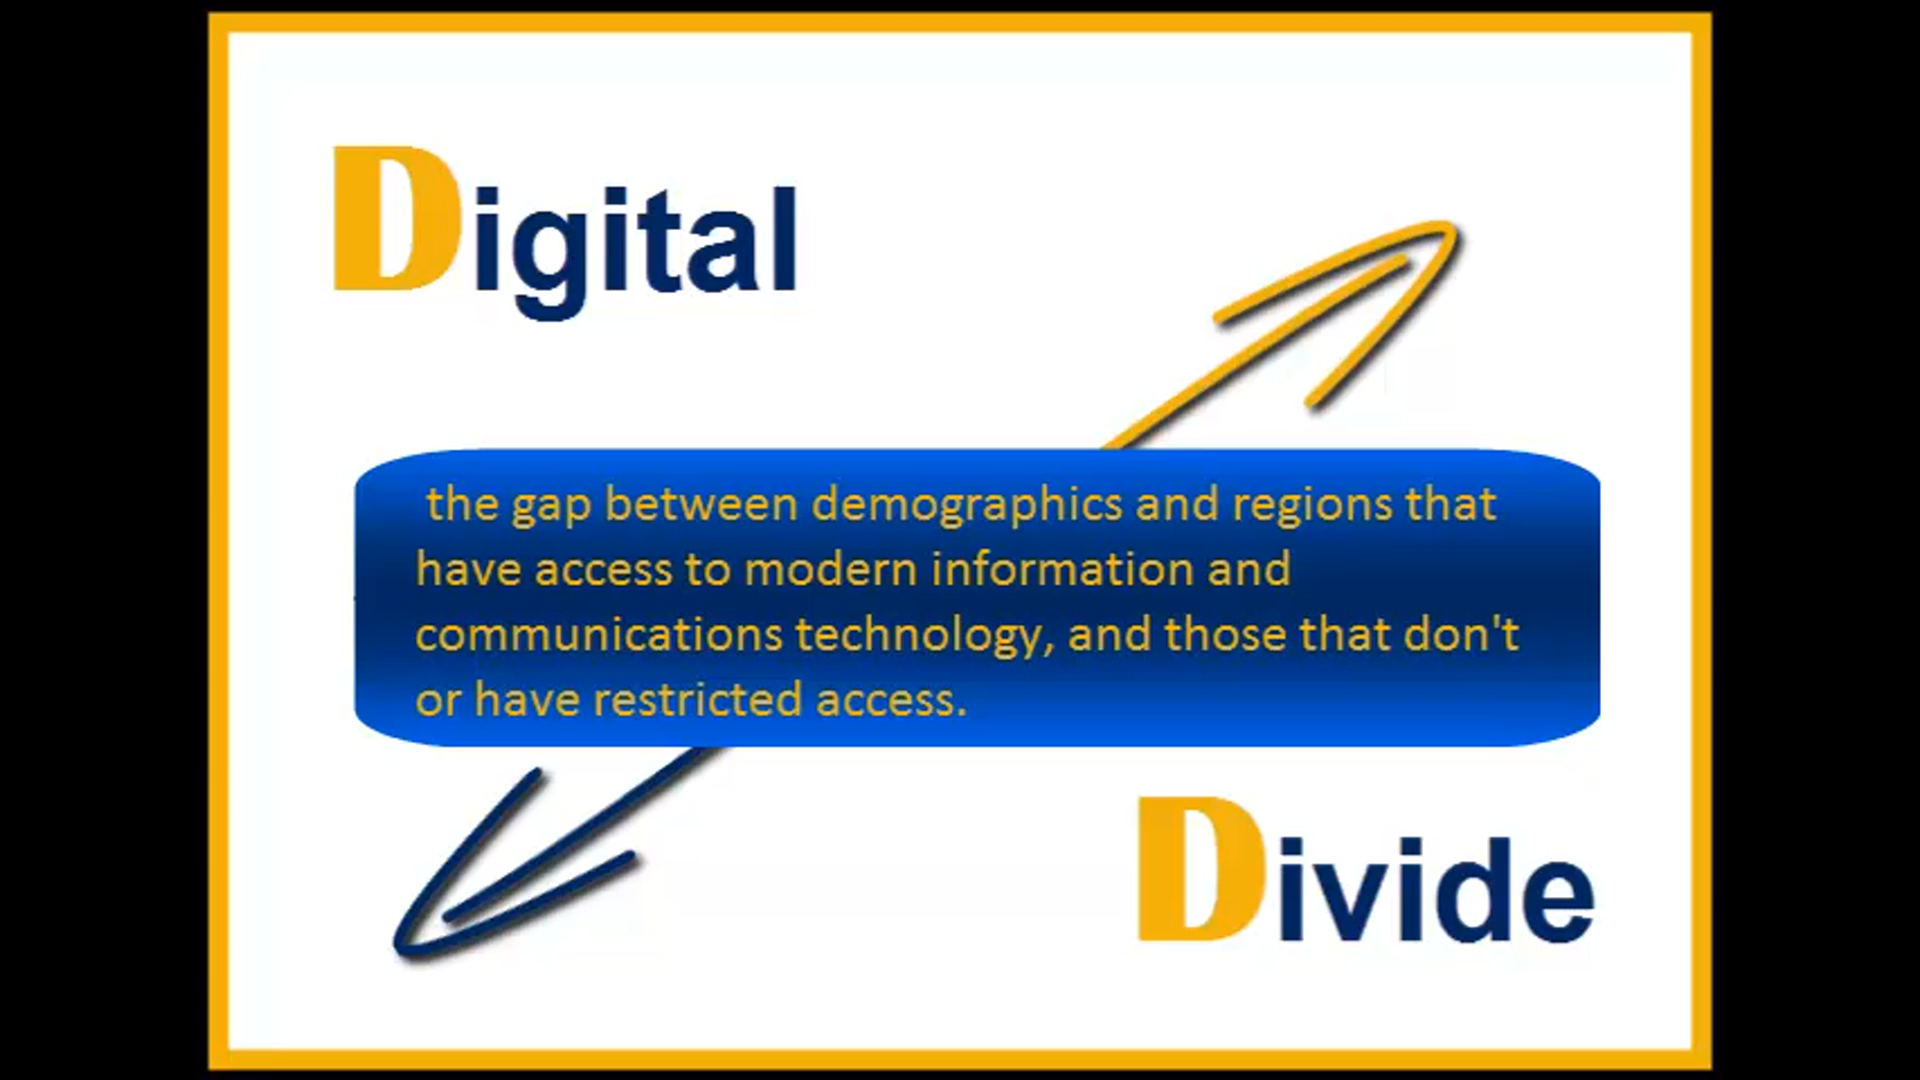 Digital
the gap between demographics and regions that
have access to modern information and
communications technology, and those that don't
or have restricted access.
Divide